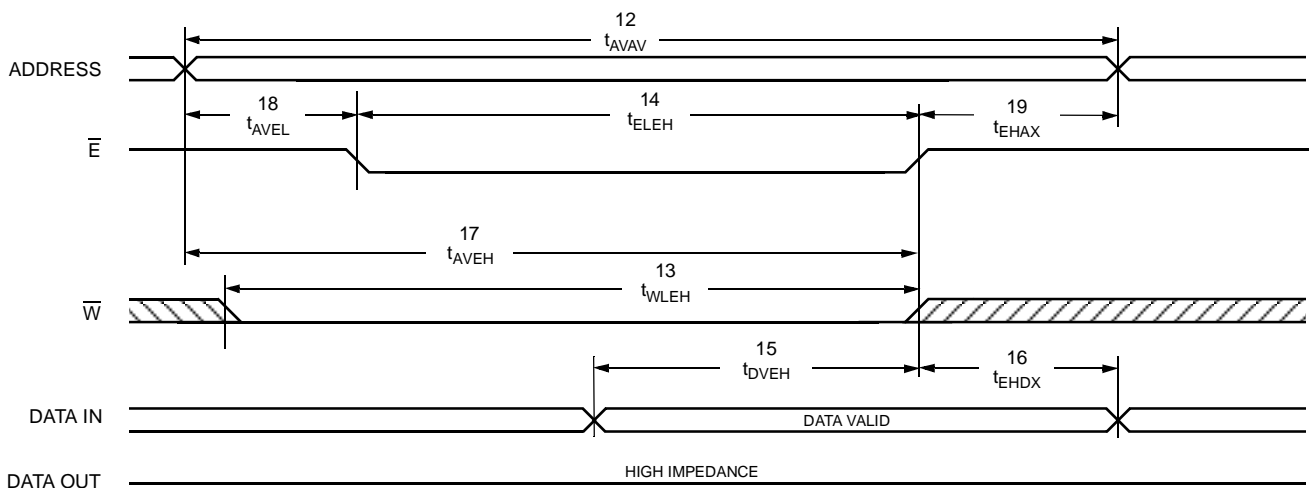 12
tAVAV
ADDRESS
18
tAVEL
14
tELEH
19
tEHAX
E̅
17
tAVEH
13
tWLEH
W̅
15
tDVEH
16
tEHDX
DATA IN
DATA VALID
DATA OUT
HIGH IMPEDANCE